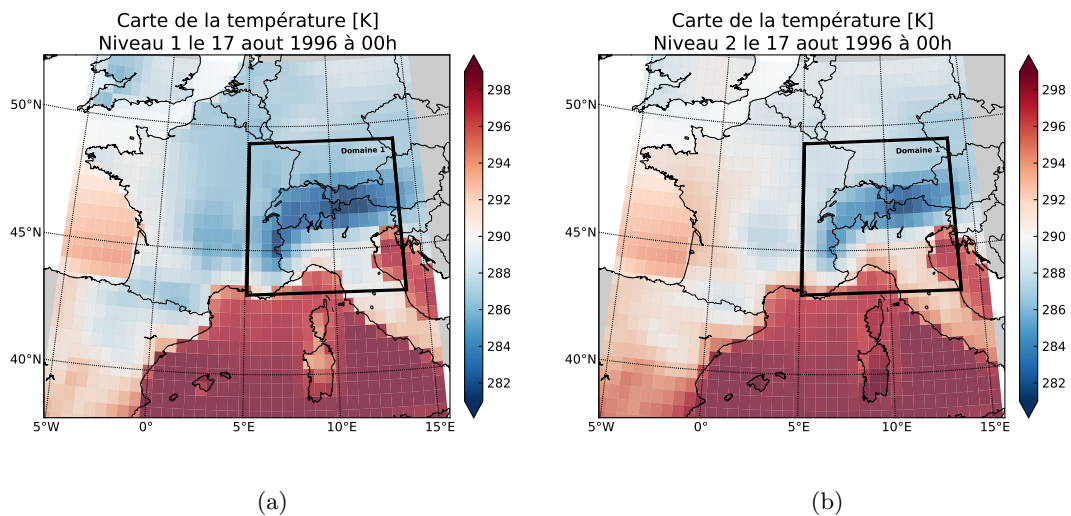 Carte de la température [K]
Niveau 1 le 17 aout 1996 à 00h
50°N
45°N
40°N
5°W
0°
5°E
10°E
15°E
Domaine 1
298
296
294
292
290
288
286
284
282
(a)
Carte de la température [K]
Niveau 2 le 17 aout 1996 à 00h
50°N
45°N
40°N
5°W
0°
5°E
10°E
15°E
Domaine 1
298
296
294
292
290
288
286
284
282
(b)